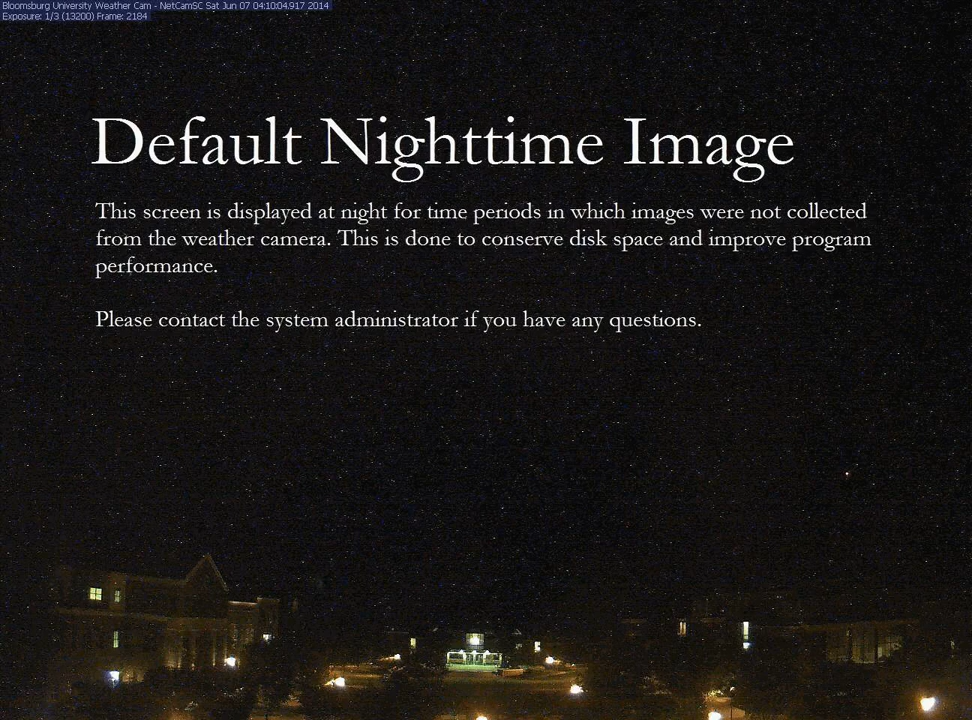 Bloomsburg University Weather Cam - NetCamSC Sat Jun 07 04:10:04.917 2014
Exposure: 1/3 (13200) Frame: 2184
Default Nighttime Image
This screen is displayed at night for time periods in which images were not collected
from the weather camera. This is done to conserve disk space and improve program
performance.
Please contact the system administrator if you have any questions.